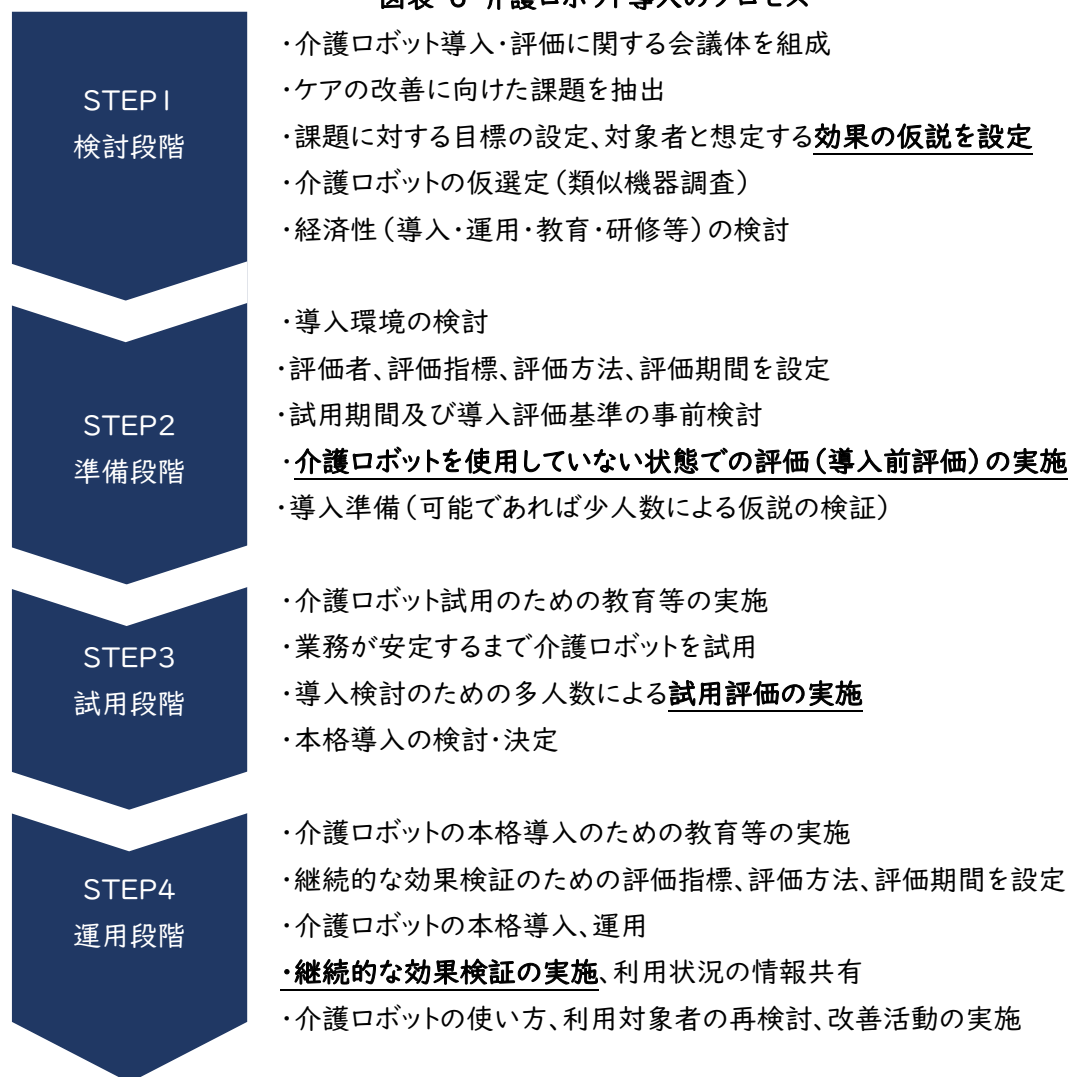 介護ロボット導入のプロセス
STEP1
検討段階
・介護ロボット導入・評価に関する会議体を組成
・ケアの改善に向けた課題を抽出
・課題に対する目標の設定、対象者と想定する効果の仮説を設定
・介護ロボットの仮選定（類似機器調査）
・経済性（導入・運用・教育・研修等）の検討
STEP2
準備段階
・導入環境の検討
・評価者、評価指標、評価方法、評価期間を設定
・試用期間及び導入評価基準の事前検討
・介護ロボットを使用していない状態での評価（導入前評価）の実施
・導入準備（可能であれば少人数による仮説の検証）
STEP3
試用段階
・介護ロボット試用のための教育等の実施
・業務が安定するまで介護ロボットを試用
・導入検討のための多人数による試用評価の実施
・本格導入の検討・決定
STEP4
運用段階
・介護ロボットの本格導入のための教育等の実施
・継続的な効果検証のための評価指標、評価方法、評価期間を設定
・介護ロボットの本格導入、運用
・継続的な効果検証の実施、利用状況の情報共有
・介護ロボットの使い方、利用対象者の再検討、改善活動の実施